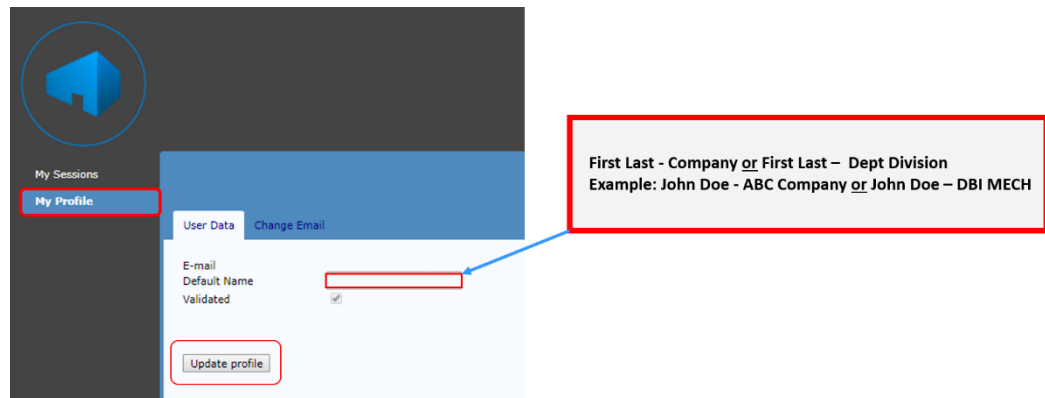 My Sessions
My Profile
User Data Change Email
E-mail
Default Name
Validated
Update profile
First Last - Company or First Last – Dept Division
Example: John Doe - ABC Company or John Doe – DBI MECH